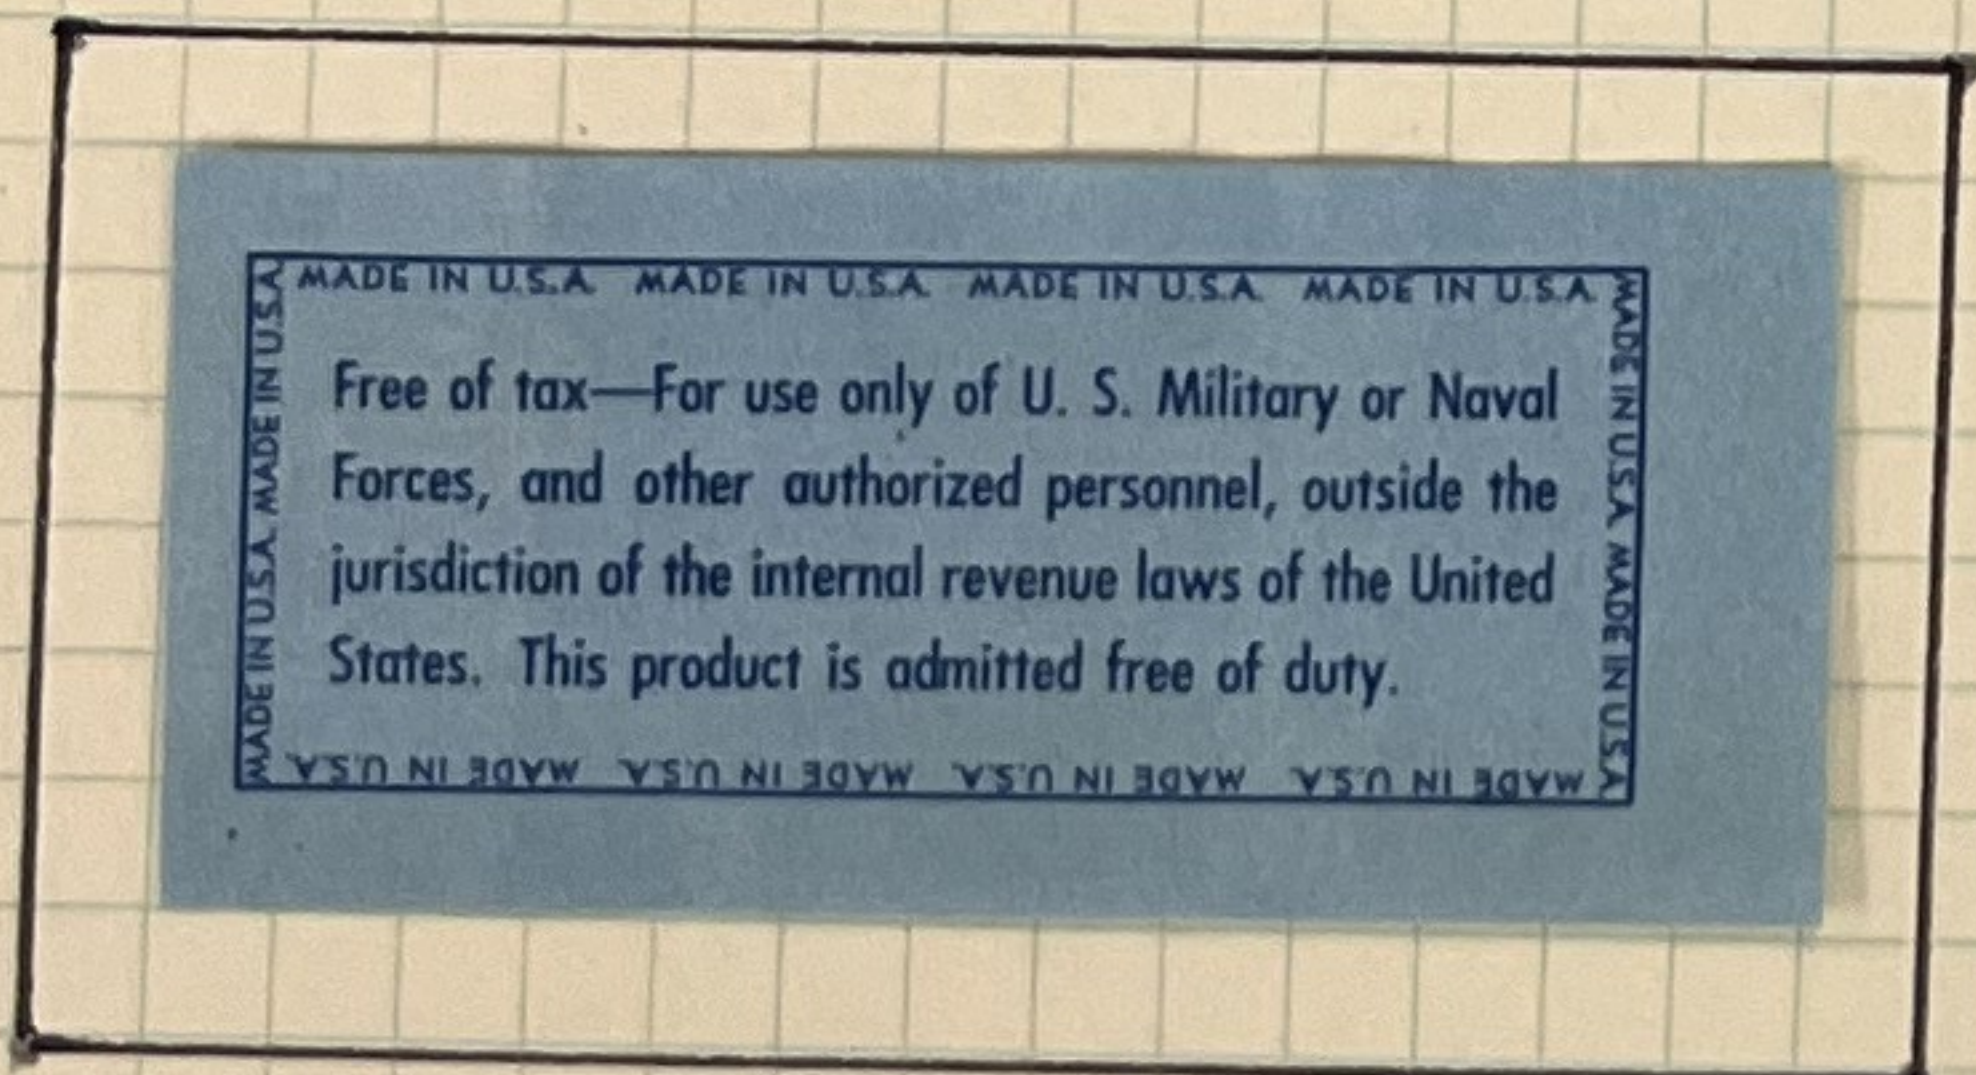 MADE IN U.S.A. MADE IN U.S.A. MADE IN U.S.A. MADE IN U.S.A.
MADE IN U.S.A. MADE IN U.S.A.
Free of tax—For use only of U. S. Military or Naval
Forces, and other authorized personnel, outside the
jurisdiction of the internal revenue laws of the United
States. This product is admitted free of duty.
MADE IN U.S.A. MADE IN U.S.A.
MADE IN U.S.A. MADE IN U.S.A. MADE IN U.S.A. MADE IN U.S.A.